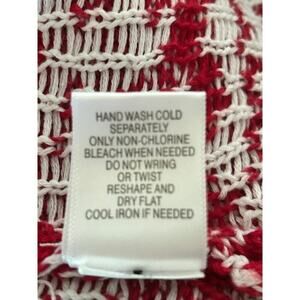 HAND WASH COLD
SEPARATELY
ONLY NON-CHLORINE
BLEACH WHEN NEEDED
DO NOT WRING
OR TWIST
RESHAPE AND
DRY FLAT
COOL IRON IF NEEDED